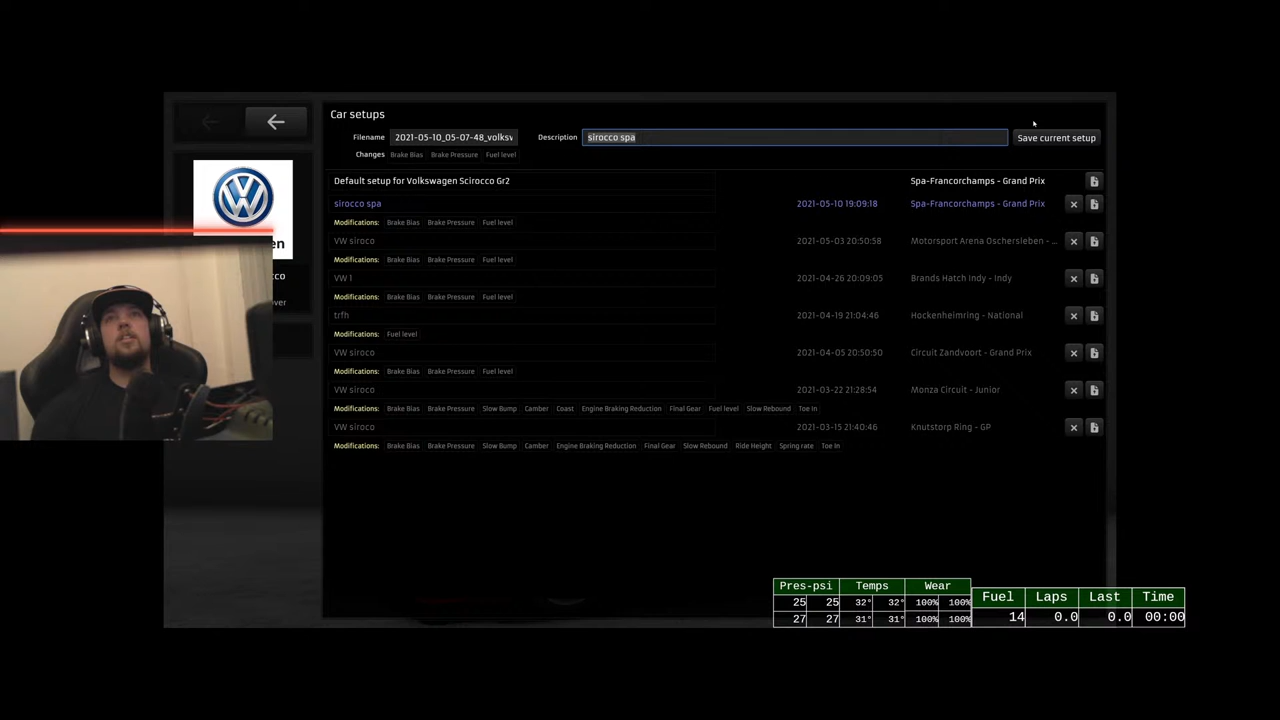 Car setups
Filename 2021-05-10_05-07-48_volksv Description sirocco spa Save current setup
Changes Brake Bias Brake Pressure Fuel level
Default setup for Volkswagen Scirocco Gr2 Spa-Francorchamps - Grand Prix
sirocco spa 2021-05-10 19:09:18 Spa-Francorchamps - Grand Prix
Modifications: Brake Bias Brake Pressure Fuel level
VW siroco 2021-05-03 20:50:58 Motorsport Arena Oschersleben - ...
Modifications: Brake Bias Brake Pressure Fuel level
VW 1 2021-04-26 20:09:05 Brands Hatch Indy - Indy
Modifications: Brake Bias Brake Pressure Fuel level
trfh 2021-04-19 21:04:46 Hockenheimring - National
Modifications: Fuel level
VW siroco 2021-04-05 20:50:50 Circuit Zandvoort - Grand Prix
Modifications: Brake Bias Brake Pressure Fuel level
VW siroco 2021-03-22 21:28:54 Monza Circuit - Junior
Modifications: Brake Bias Brake Pressure Slow Bump Camber Coast Engine Braking Reduction Final Gear Fuel level Slow Rebound Toe In
VW siroco 2021-03-15 21:40:46 Knutstorp Ring - GP
Modifications: Brake Bias Brake Pressure Slow Bump Camber Engine Braking Reduction Final Gear Slow Rebound Ride Height Spring rate Toe In
en
co
over
Pres-psi Temps Wear
25 25 32° 32° 100% 100%
27 27 31° 31° 100% 100%
Fuel Laps Last Time
14 0.0 0.0 00:00